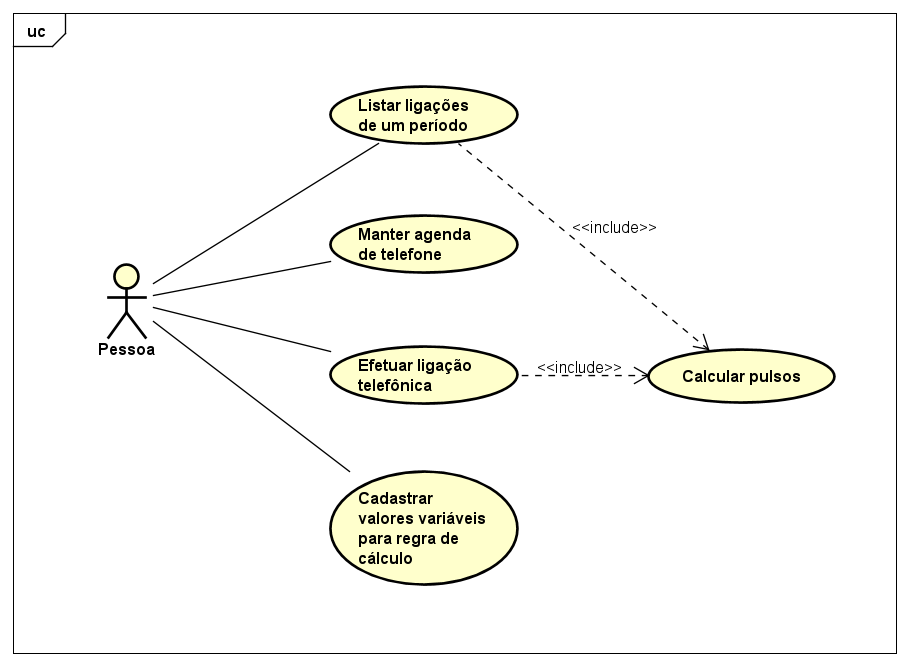 uc
Listar ligações
de um período
<<include>>
Manter agenda
de telefone
Pessoa
Efetuar ligação
telefônica
<<include>>
Calcular pulsos
Cadastrar
valores variáveis
para regra de
cálculo